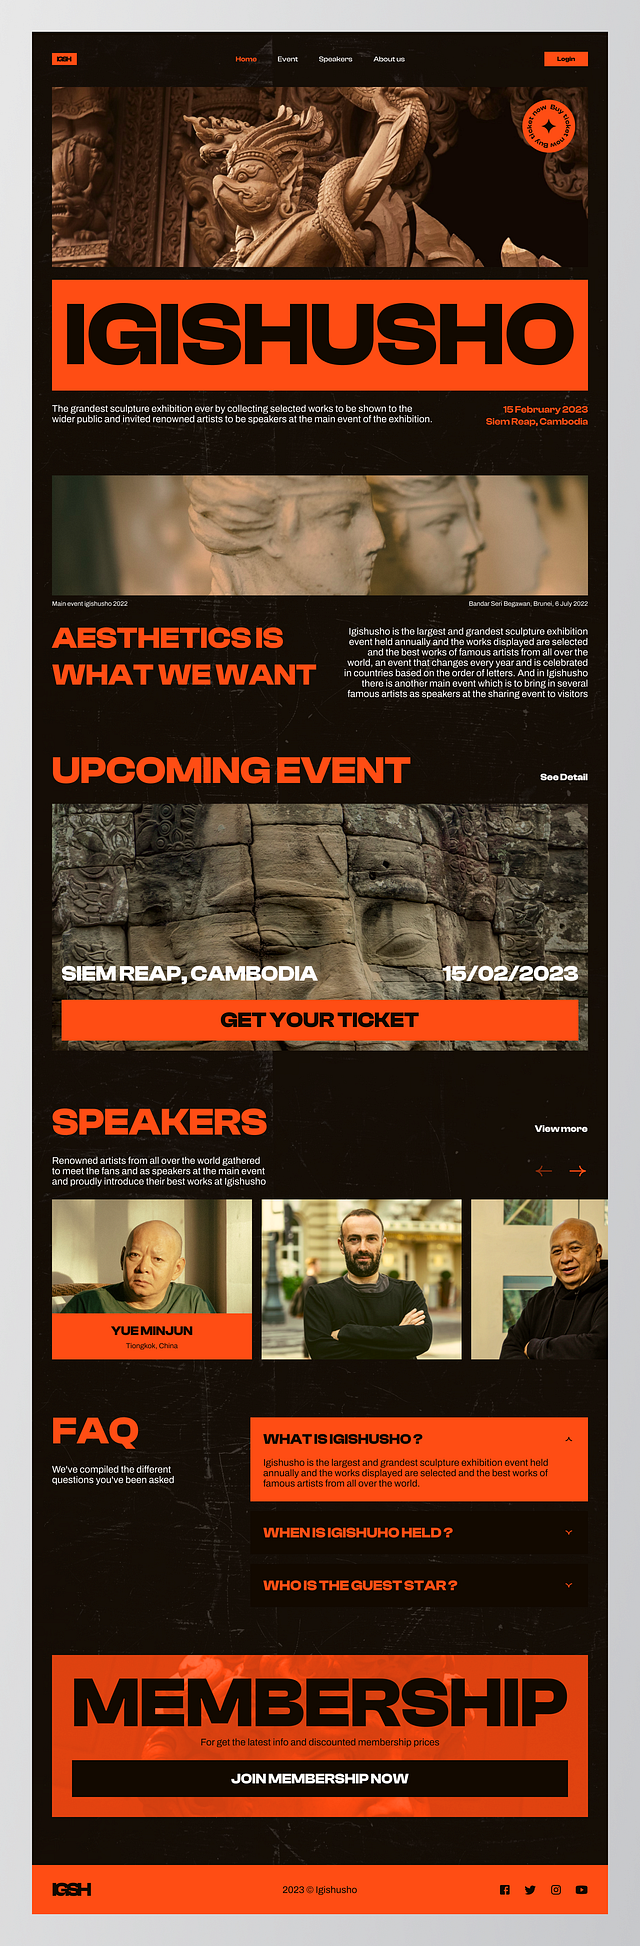 IGSH
Home Event Speakers About us
Login
Buy ticket now Buy ticket now
IGISHUSHO
The grandest sculpture exhibition ever by collecting selected works to be shown to the
wider public and invited renowned artists to be speakers at the main event of the exhibition.
15 February 2023
Siem Reap, Cambodia
Main event igishusho 2022
Bandar Seri Begawan, Brunei, 6 July 2022
AESTHETICS IS
WHAT WE WANT
Igishusho is the largest and grandest sculpture exhibition
event held annually and the works displayed are selected
and the best works of famous artists from all over the
world, an event that changes every year and is celebrated
in countries based on the order of letters. And in Igishusho
there is another main event which is to bring in several
famous artists as speakers at the sharing event to visitors
UPCOMING EVENT
See Detail
SIEM REAP, CAMBODIA
15/02/2023
GET YOUR TICKET
SPEAKERS
View more
Renowned artists from all over the world gathered
to meet the fans and as speakers at the main event
and proudly introduce their best works at Igishusho
YUE MINJUN
Tiongkok, China
FAQ
We've compiled the different
questions you've been asked
WHAT IS IGISHUSHO ?
Igishusho is the largest and grandest sculpture exhibition event held
annually and the works displayed are selected and the best works of
famous artists from all over the world.
WHEN IS IGISHUHO HELD ?
WHO IS THE GUEST STAR ?
MEMBERSHIP
For get the latest info and discounted membership prices
JOIN MEMBERSHIP NOW
IGSH
2023 © Igishusho